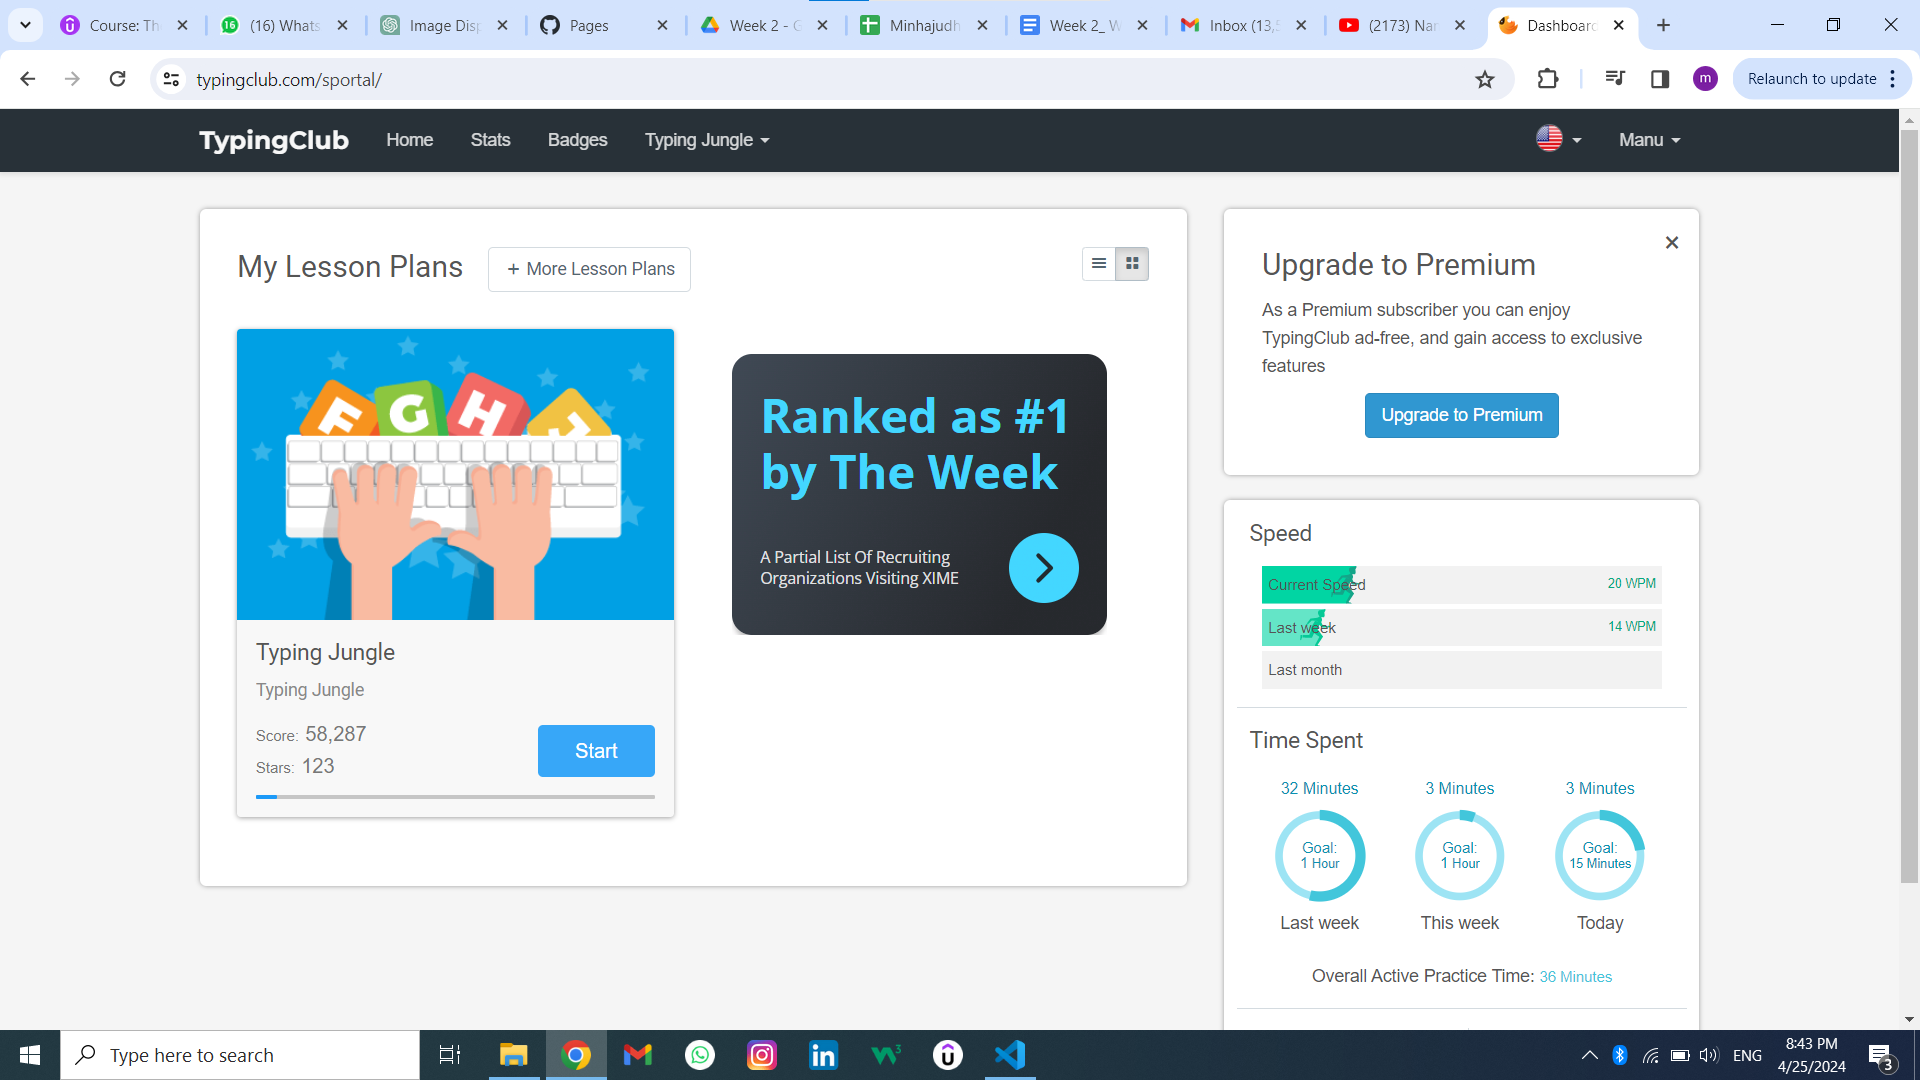 Course: Th
(16) Whats
Image Disp
Pages
Week 2 - G
Minhajudh
Week 2_ W
Inbox (13,5
(2173) Nar
Dashboard
typingclub.com/sportal/
m
Relaunch to update
TypingClub
Home
Stats
Badges
Typing Jungle
Manu
My Lesson Plans
+ More Lesson Plans
F G H J
Typing Jungle
Typing Jungle
Score: 58,287
Stars: 123
Start
Ranked as #1
by The Week
A Partial List Of Recruiting
Organizations Visiting XIME
Upgrade to Premium
As a Premium subscriber you can enjoy
TypingClub ad-free, and gain access to exclusive
features
Upgrade to Premium
Speed
Current Speed 20 WPM
Last week 14 WPM
Last month
Time Spent
32 Minutes 3 Minutes 3 Minutes
Goal: Goal: Goal:
1 Hour 1 Hour 15 Minutes
Last week This week Today
Overall Active Practice Time: 36 Minutes
Type here to search
ENG
8:43 PM
4/25/2024
3